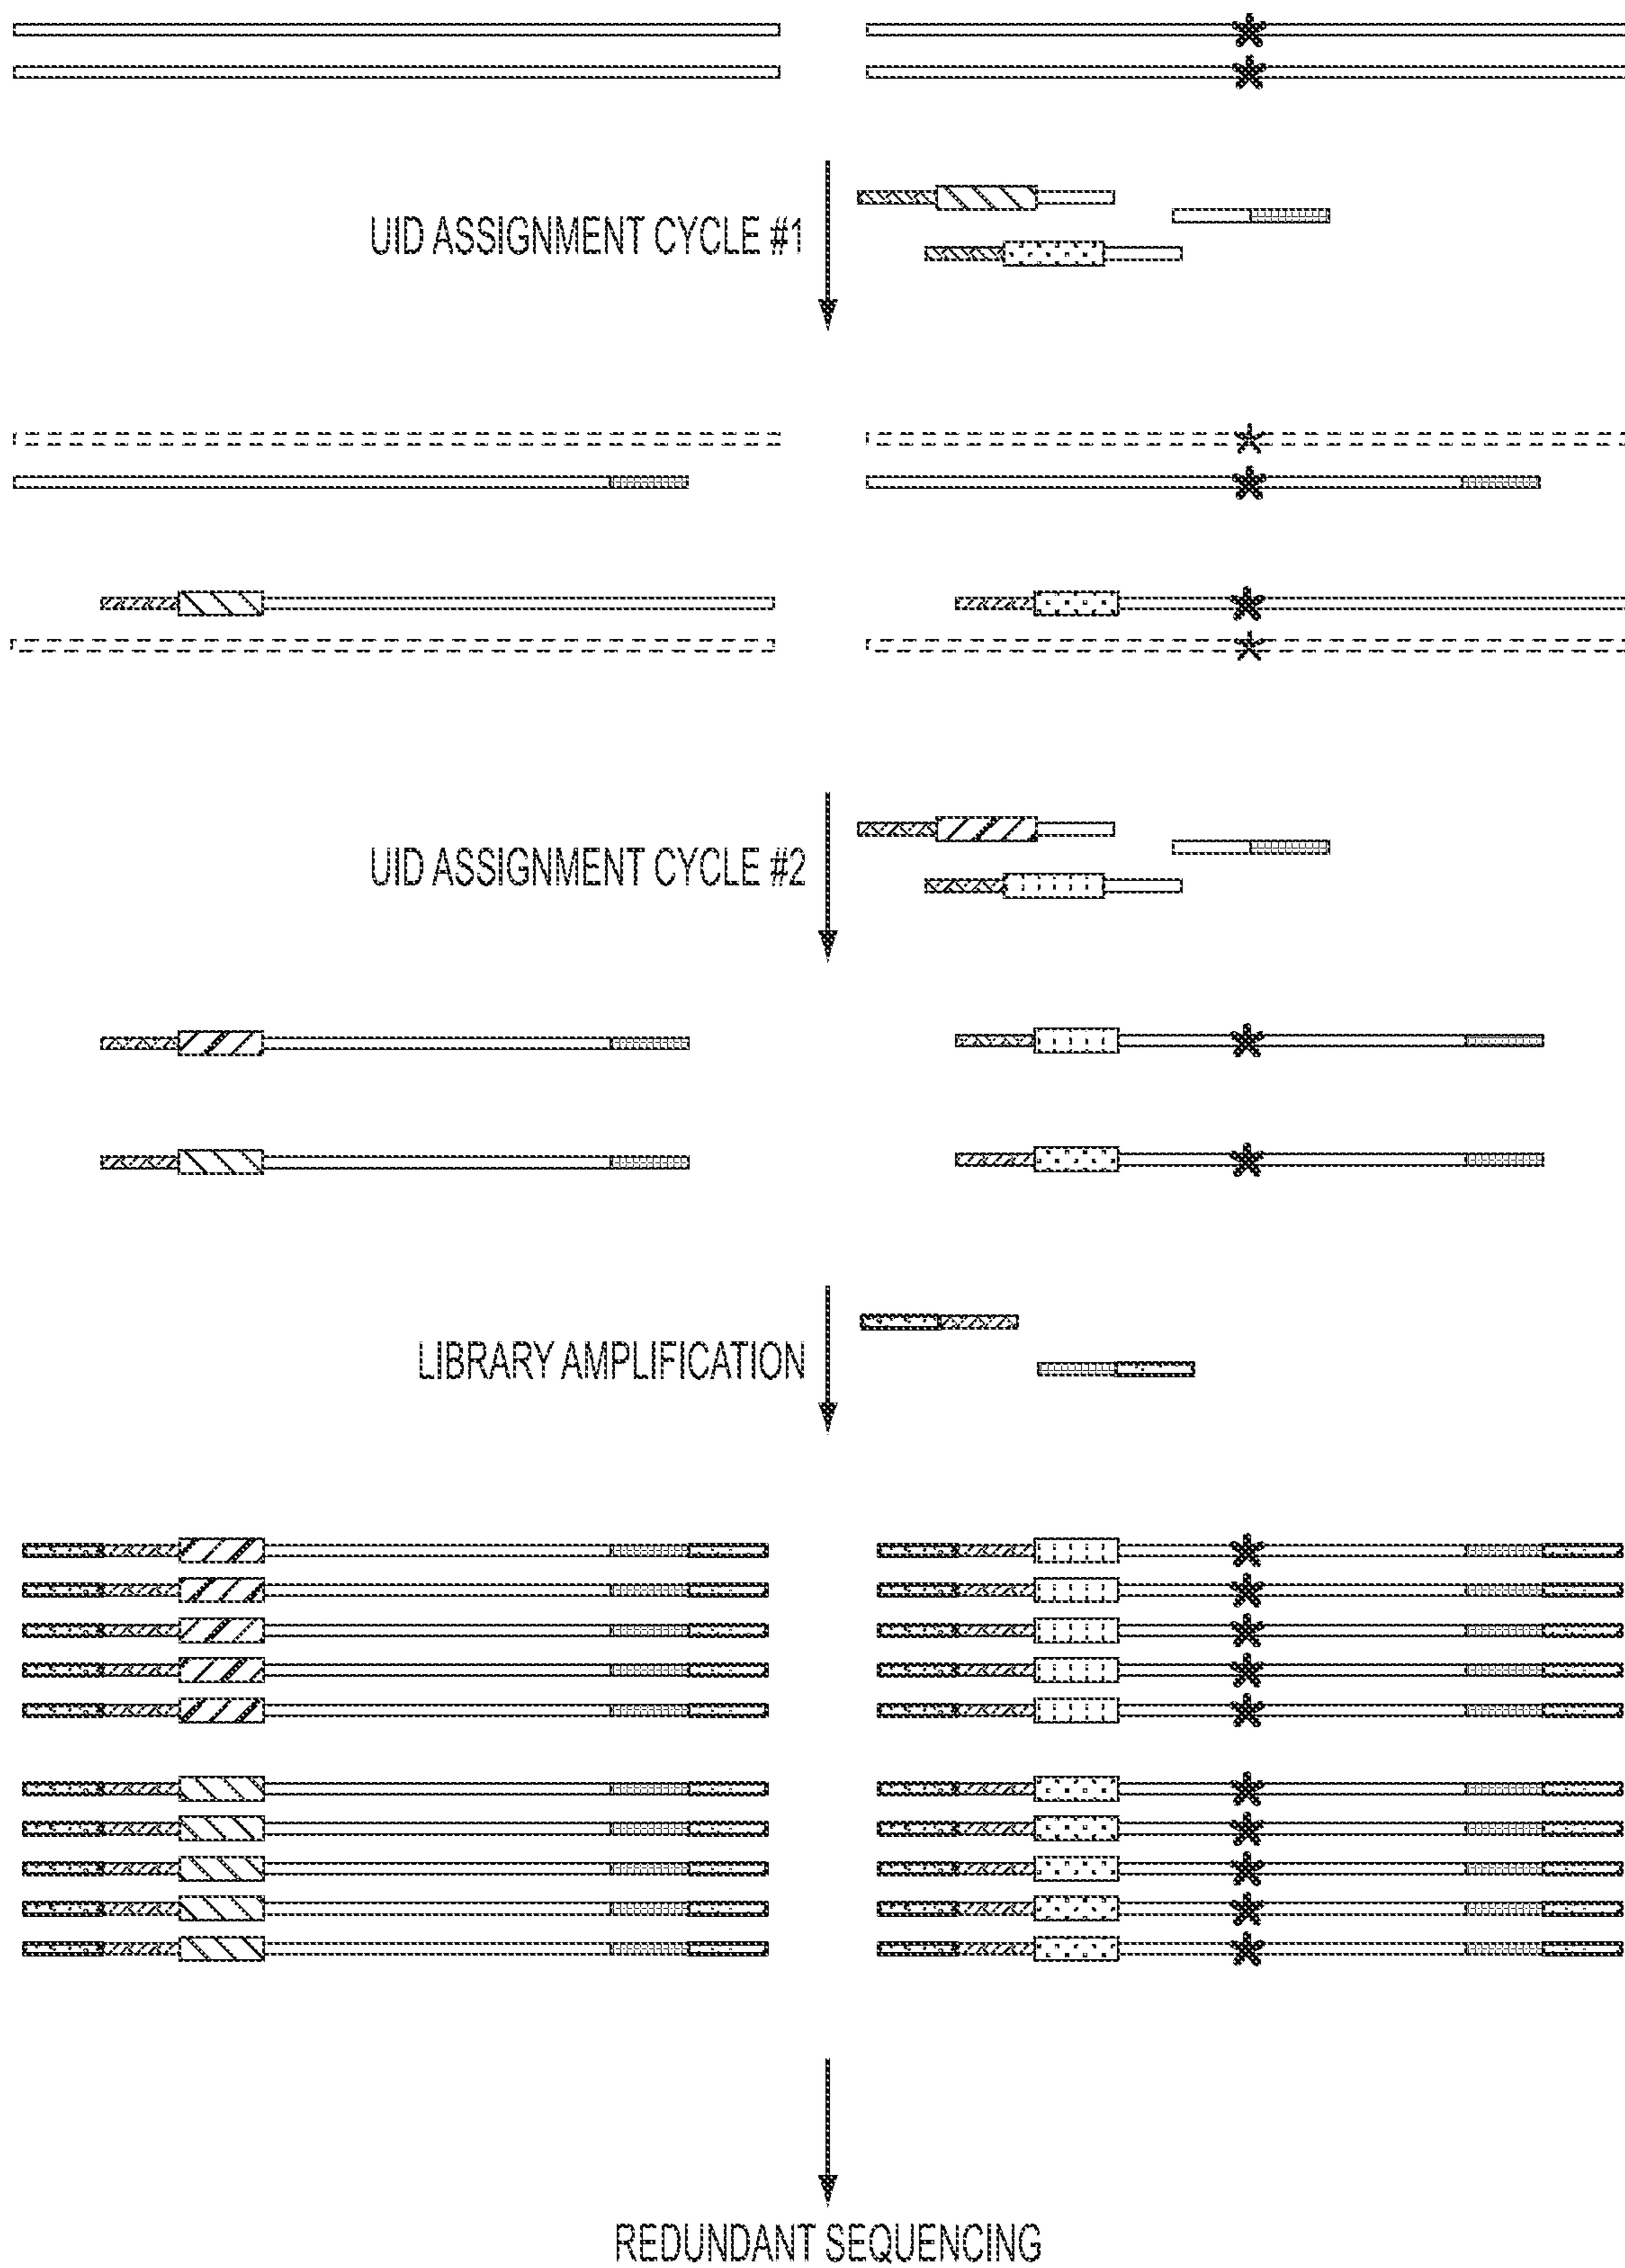 UID ASSIGNMENT CYCLE #1
UID ASSIGNMENT CYCLE #2
LIBRARY AMPLIFICATION
REDUNDANT SEQUENCING